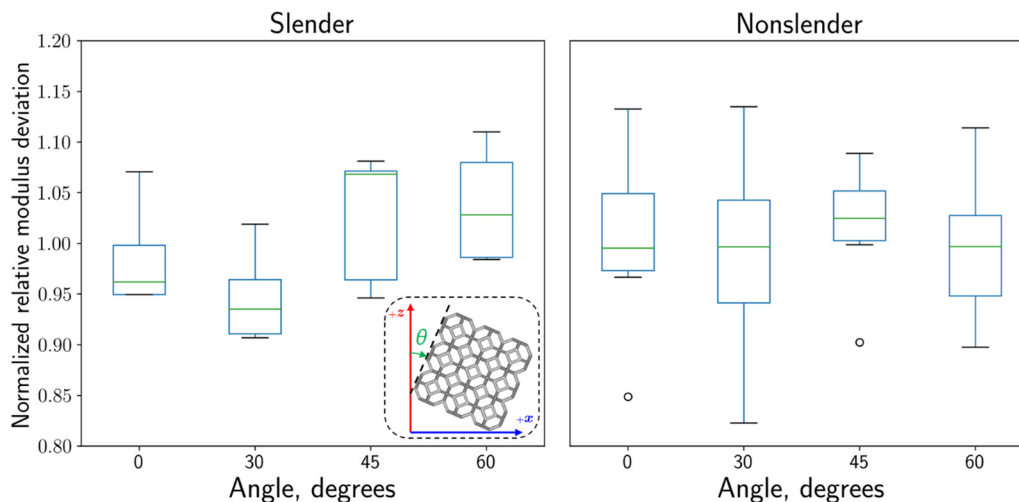 Slender
Nonslender
Normalized relative modulus deviation
1.20
1.15
1.10
1.05
1.00
0.95
0.90
0.85
0.80
+z
θ
+x
0 30 45 60
0 30 45 60
Angle, degrees
Angle, degrees